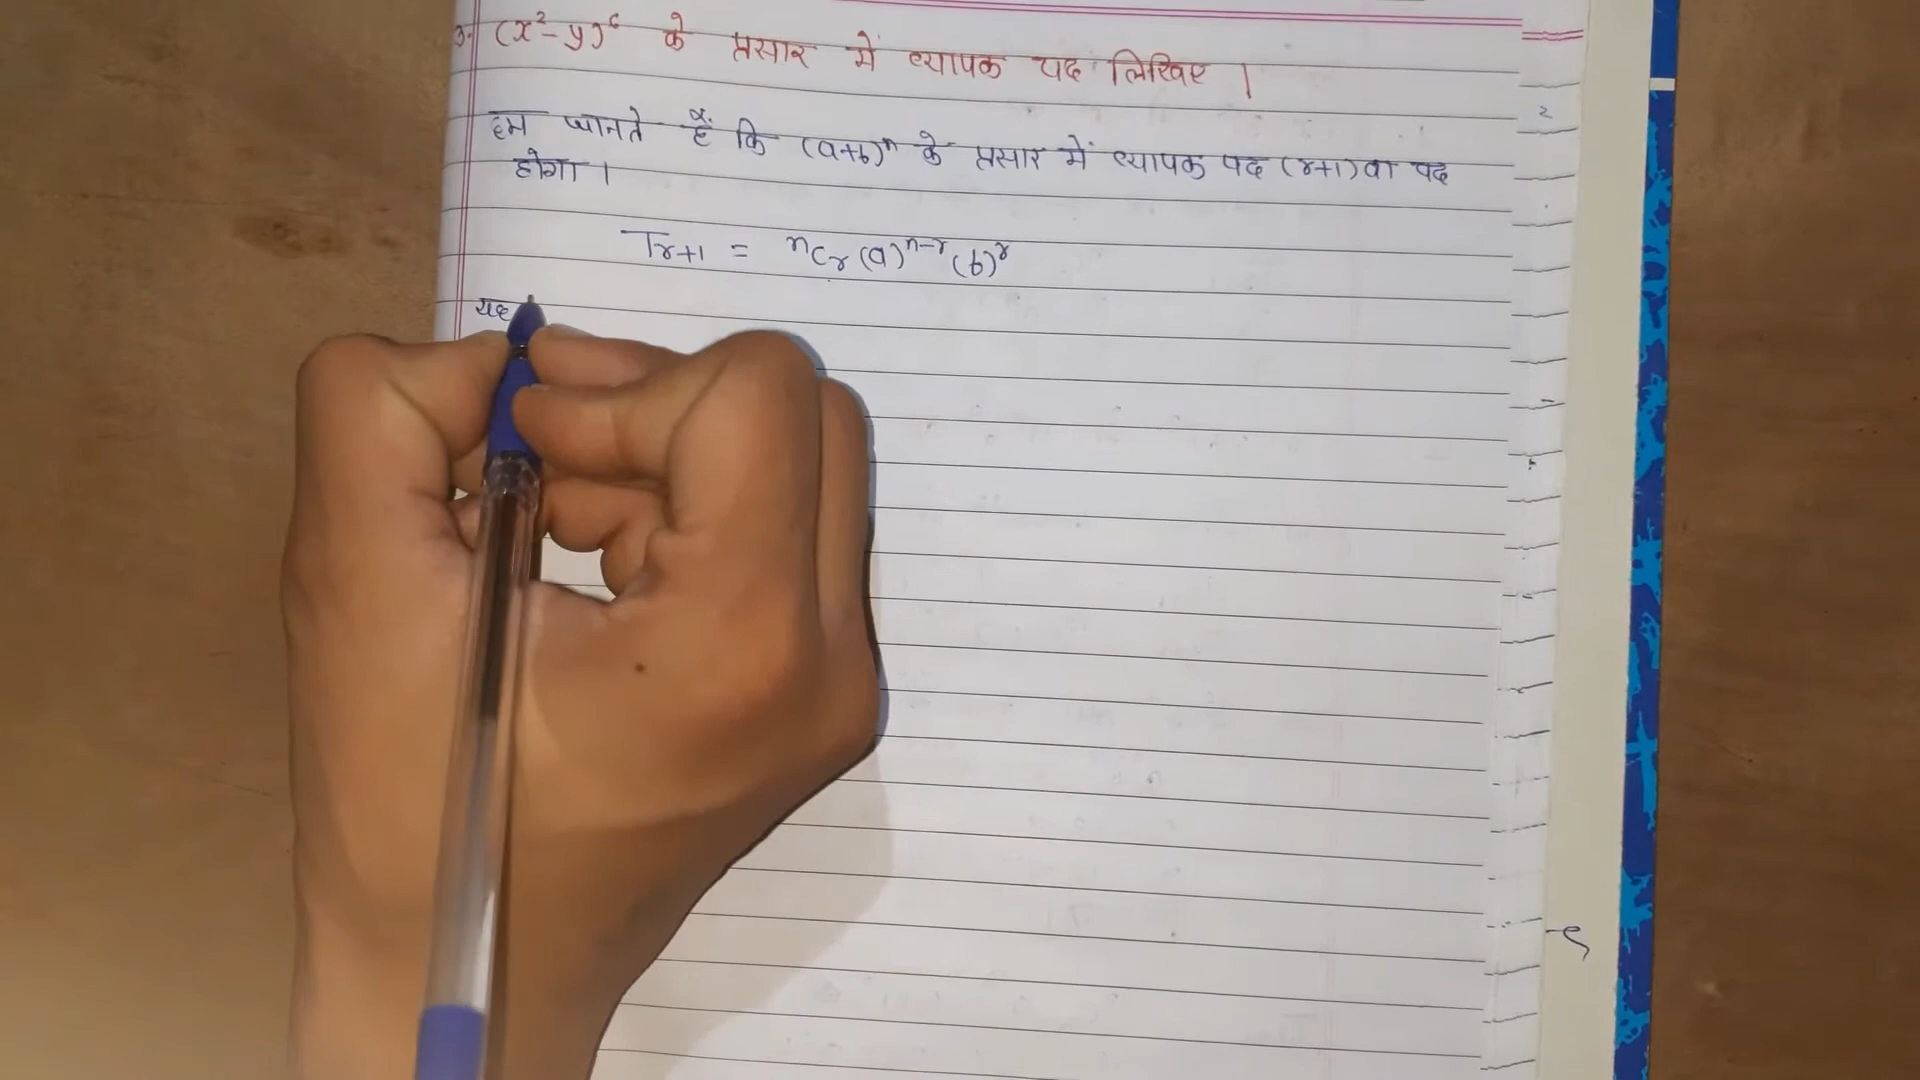 3. (x² - y)⁶ के प्रसार में व्यापक पद लिखिए ।
हम जानते हैं कि (a+b)ⁿ के प्रसार में व्यापक पद (r+1) वा पद
होगा ।
Tr+1 = ⁿCr (a)ⁿ⁻ʳ (b)ʳ
यह